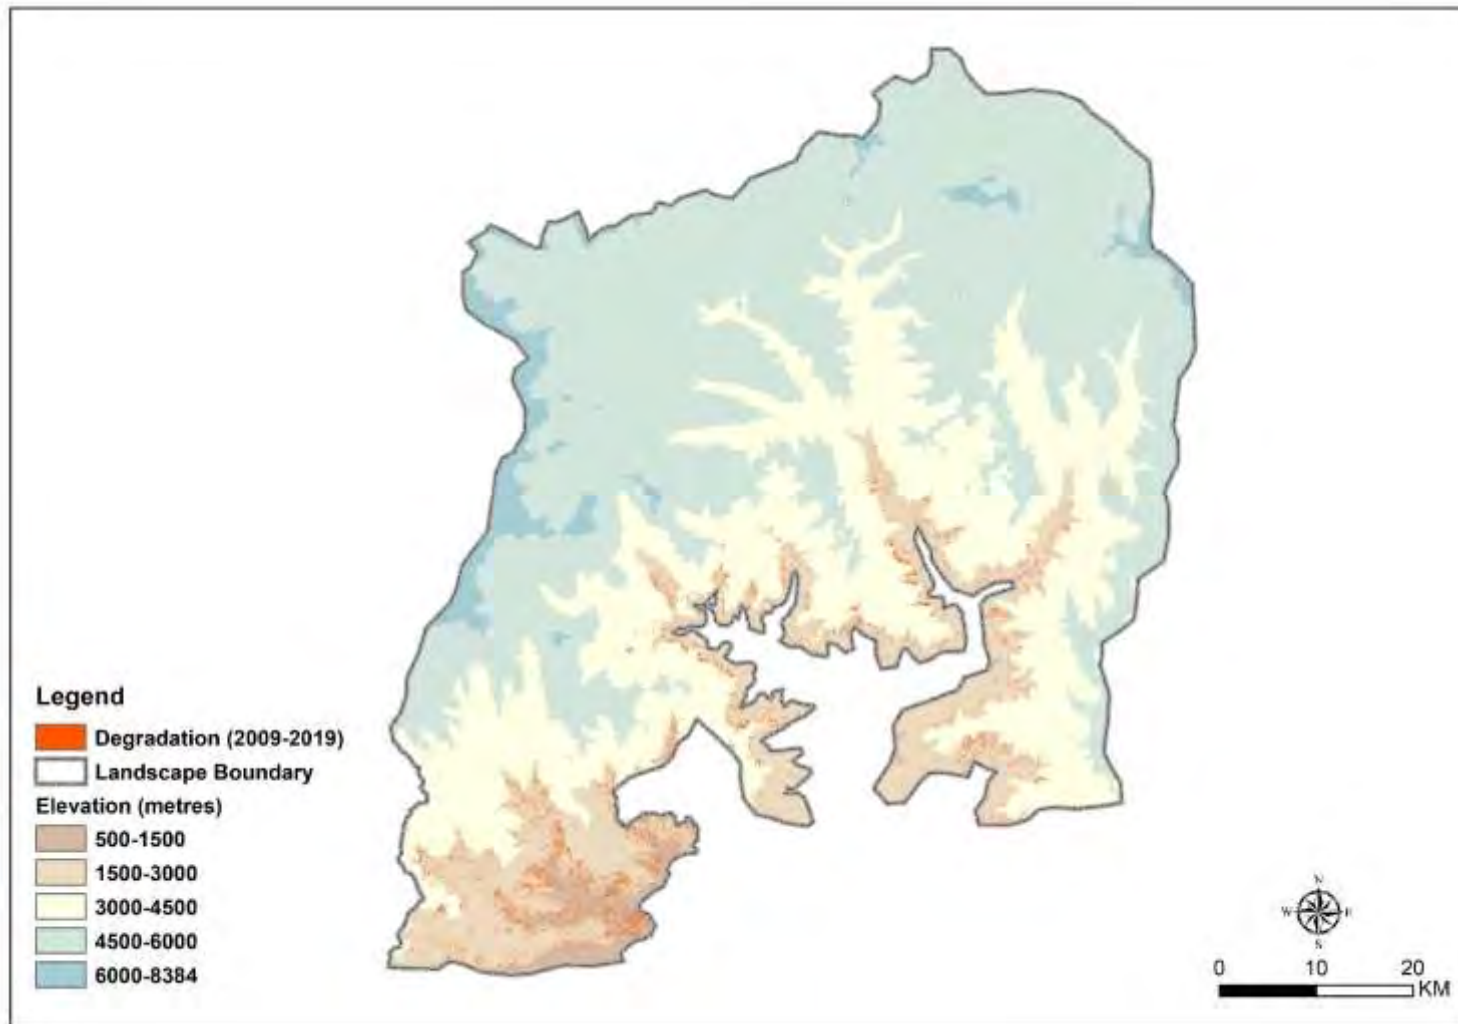 Legend
Degradation (2009-2019)
Landscape Boundary
Elevation (metres)
500-1500
1500-3000
3000-4500
4500-6000
6000-8384
N
W E
S
0 10 20
KM